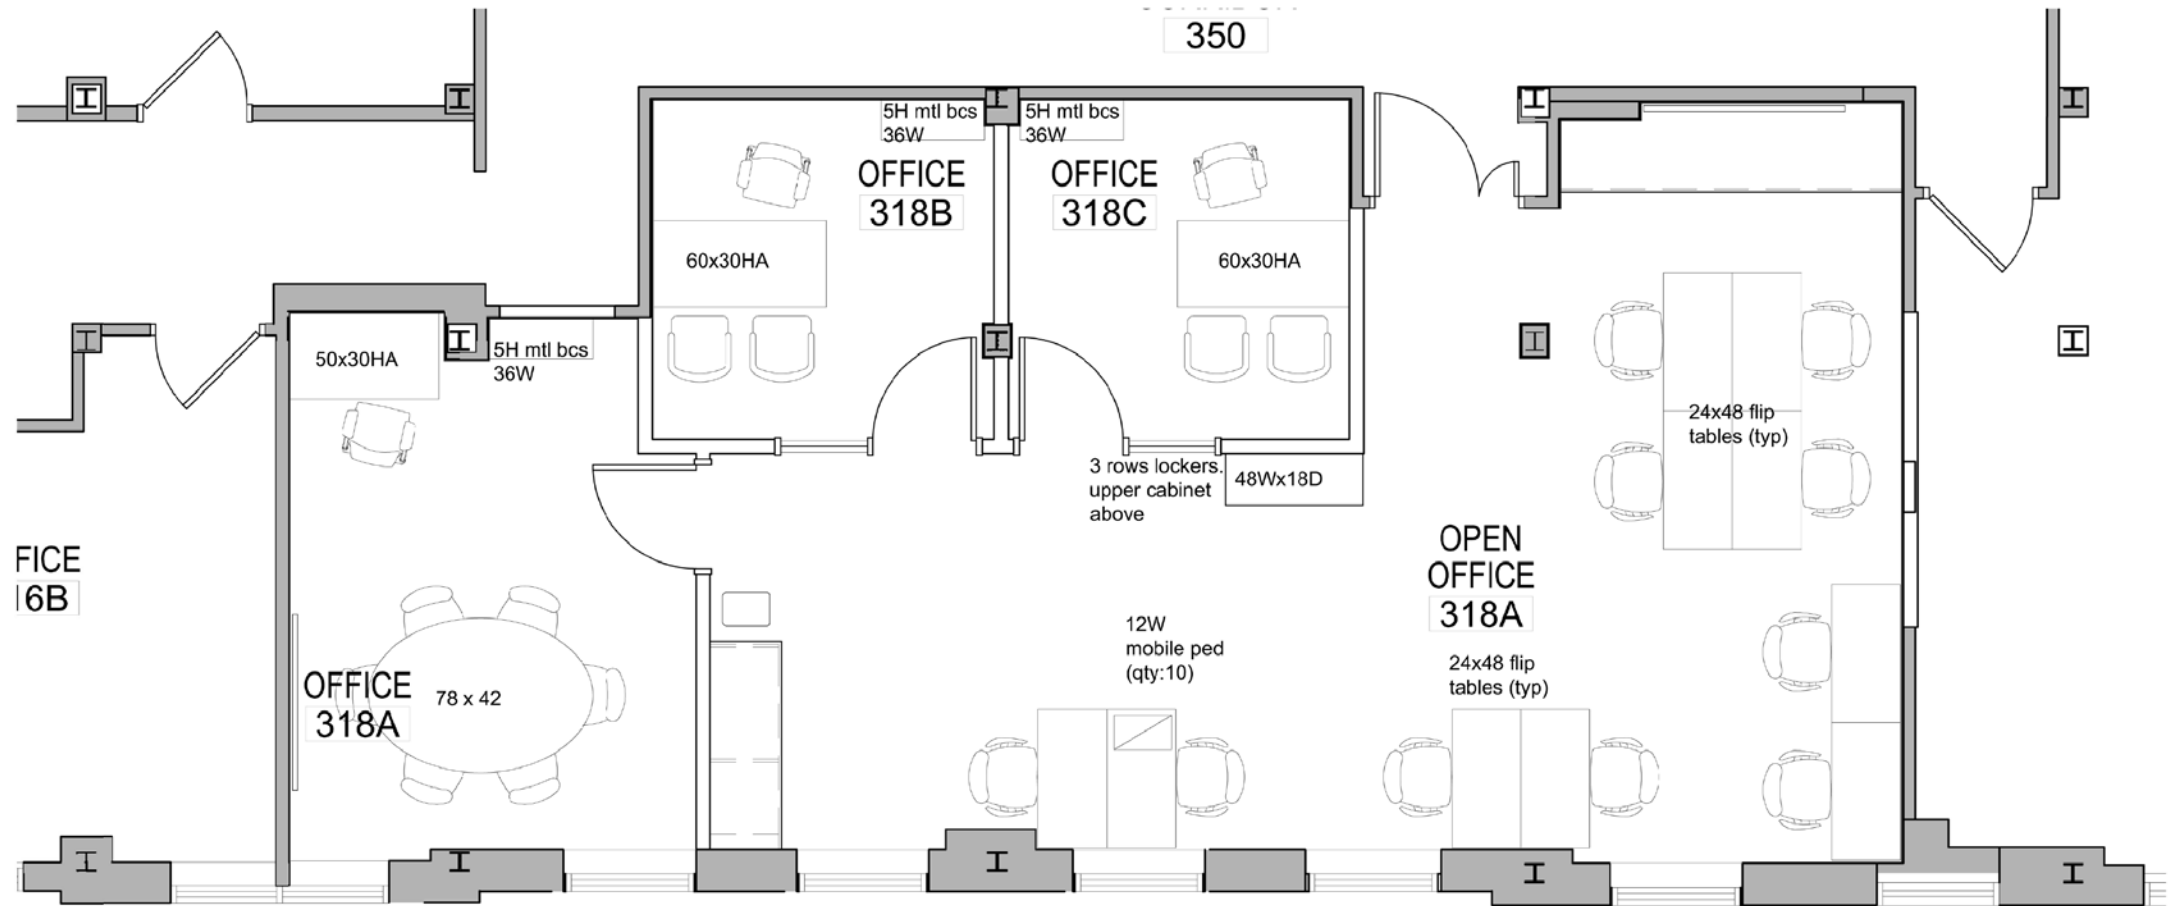 350
5H mtl bcs
36W
5H mtl bcs
36W
OFFICE
318B
OFFICE
318C
60x30HA
60x30HA
50x30HA
5H mtl bcs
36W
24x48 flip
tables (typ)
3 rows lockers.
upper cabinet
above
48Wx18D
OPEN
OFFICE
318A
FICE
6B
12W
mobile ped
(qty:10)
24x48 flip
tables (typ)
OFFICE
318A
78 x 42